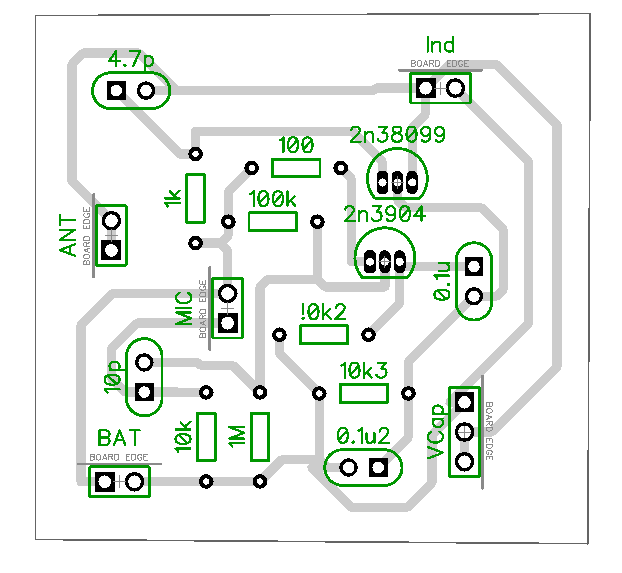 Ind
BOARD EDGE
4.7p
2n38099
100
1k
100k
2n3904
ANT
BOARD EDGE
0.1u
MIC
BOARD EDGE
!0k2
10p
10k3
VCap
BOARD EDGE
BAT
BOARD EDGE
10k
1M
0.1u2